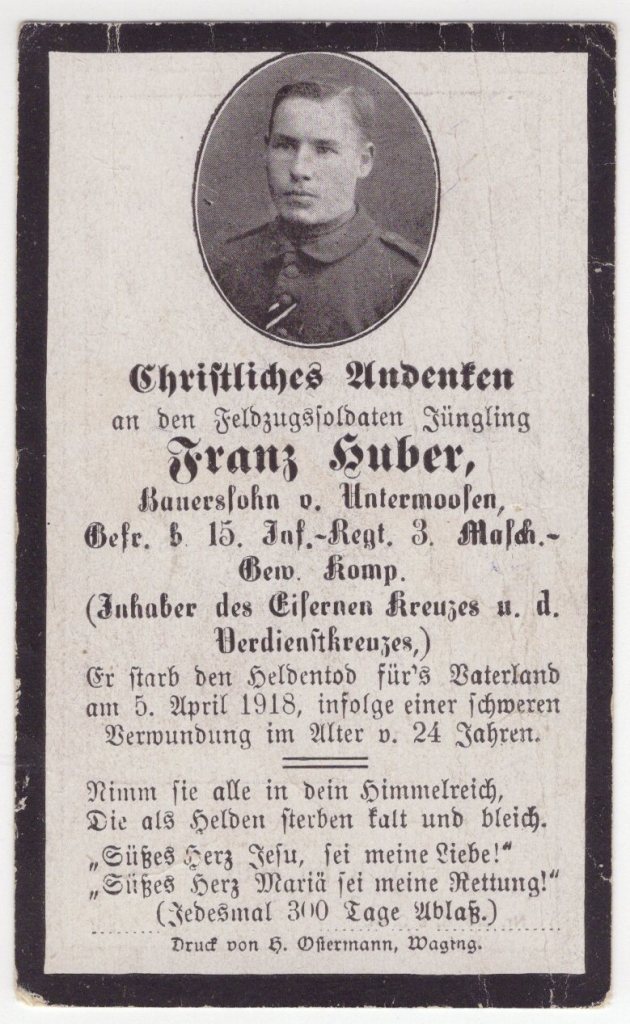 Christliches Andenken
an den Feldzugssoldaten Jüngling
Franz Huber,
Bauerssohn v. Untermoosen,
Gefr. b 15. Inf.-Regt. 3. Masch.-
Gew. Komp.
(Inhaber des Eisernen Kreuzes u. d.
Verdienstkreuzes,)
Er starb den Heldentod für's Vaterland
am 5. April 1918, infolge einer schweren
Verwundung im Alter v. 24 Jahren.
Nimm sie alle in dein Himmelreich,
Die als Helden sterben kalt und bleich.
„Süßes Herz Jesu, sei meine Liebe!“
„Süßes Herz Mariä sei meine Rettung!“
(Jedesmal 300 Tage Ablaß.)
Druck von H. Ostermann, Waging.